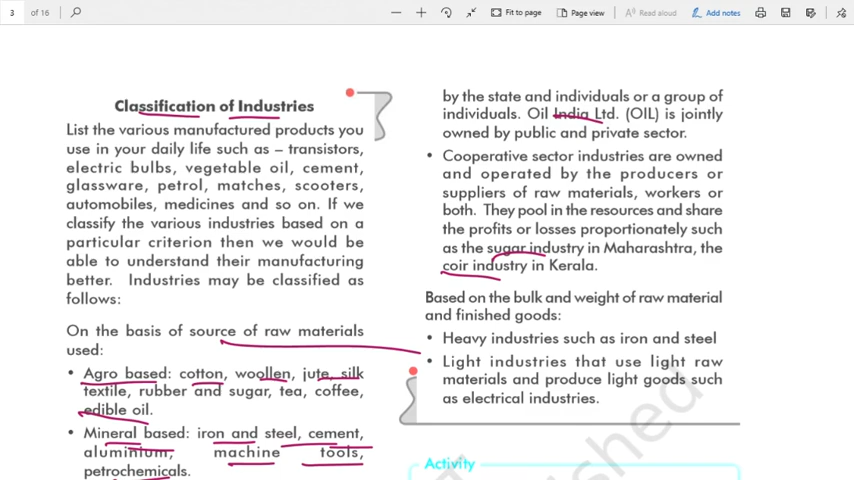 3 of 16 Fit to page Page view Read aloud Add notes
Classification of Industries
List the various manufactured products you
use in your daily life such as – transistors,
electric bulbs, vegetable oil, cement,
glassware, petrol, matches, scooters,
automobiles, medicines and so on. If we
classify the various industries based on a
particular criterion then we would be
able to understand their manufacturing
better. Industries may be classified as
follows:
On the basis of source of raw materials
used:
• Agro based: cotton, woollen, jute, silk
textile, rubber and sugar, tea, coffee,
edible oil.
• Mineral based: iron and steel, cement,
aluminium, machine tools,
petrochemicals.
by the state and individuals or a group of
individuals. Oil India Ltd. (OIL) is jointly
owned by public and private sector.
• Cooperative sector industries are owned
and operated by the producers or
suppliers of raw materials, workers or
both. They pool in the resources and share
the profits or losses proportionately such
as the sugar industry in Maharashtra, the
coir industry in Kerala.
Based on the bulk and weight of raw material
and finished goods:
• Heavy industries such as iron and steel
• Light industries that use light raw
materials and produce light goods such
as electrical industries.
Activity